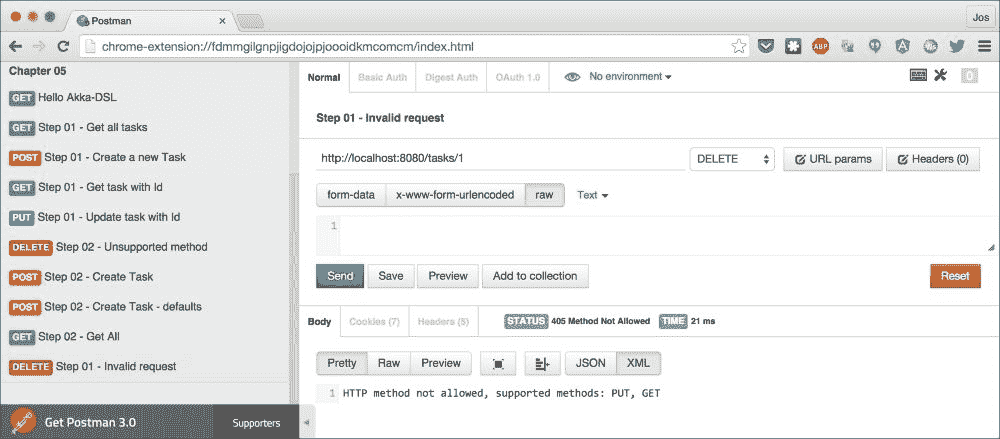 Postman
Jos
chrome-extension://fdmmgilgnpjigdojojpjoooidkmcomcm/index.html
ABP
Chapter 05
GET Hello Akka-DSL
GET Step 01 - Get all tasks
POST Step 01 - Create a new Task
GET Step 01 - Get task with Id
PUT Step 01 - Update task with Id
DELETE Step 02 - Unsupported method
POST Step 02 - Create Task
POST Step 02 - Create Task - defaults
GET Step 02 - Get All
DELETE Step 01 - Invalid request
Get Postman 3.0
Supporters
Normal Basic Auth Digest Auth OAuth 1.0 No environment
0
Step 01 - Invalid request
http://localhost:8080/tasks/1 DELETE URL params Headers (0)
form-data x-www-form-urlencoded raw Text
1
Send Save Preview Add to collection Reset
Body Cookies (7) Headers (5) STATUS 405 Method Not Allowed TIME 21 ms
Pretty Raw Preview JSON XML
1 HTTP method not allowed, supported methods: PUT, GET